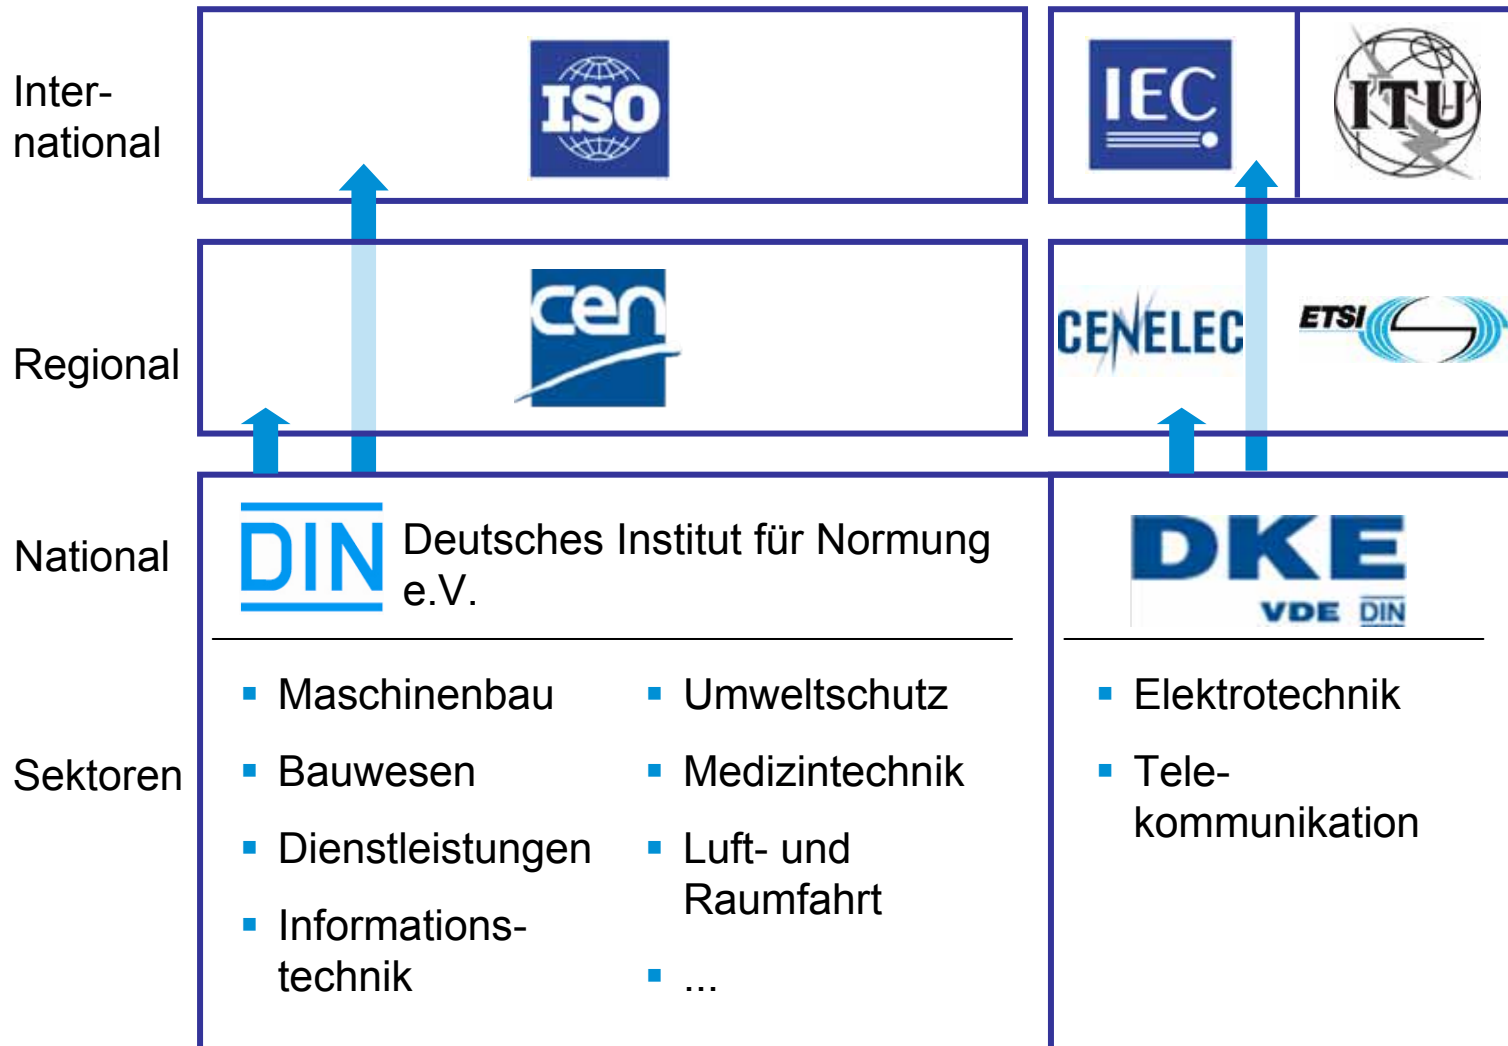 Inter-
national
ISO
IEC
ITU
Regional
cen
CENELEC
ETSI
National
DIN
Deutsches Institut für Normung
e.V.
DKE
VDE DIN
Sektoren
Maschinenbau
Bauwesen
Dienstleistungen
Informations-
technik
Umweltschutz
Medizintechnik
Luft- und
Raumfahrt
...
Elektrotechnik
Tele-
kommunikation